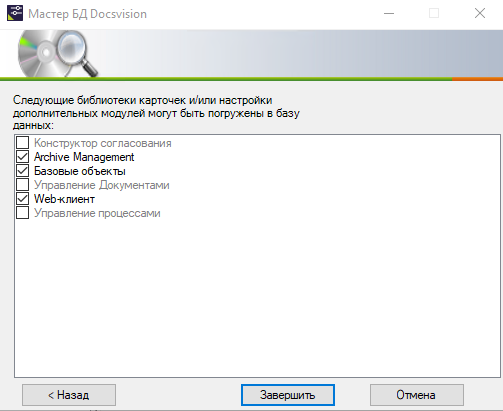 Мастер БД Docsvision
Следующие библиотеки карточек и/или настройки
дополнительных модулей могут быть погружены в базу
данных:
Конструктор согласования
Archive Management
Базовые объекты
Управление Документами
Web-клиент
Управление процессами
< Назад
Завершить
Отмена